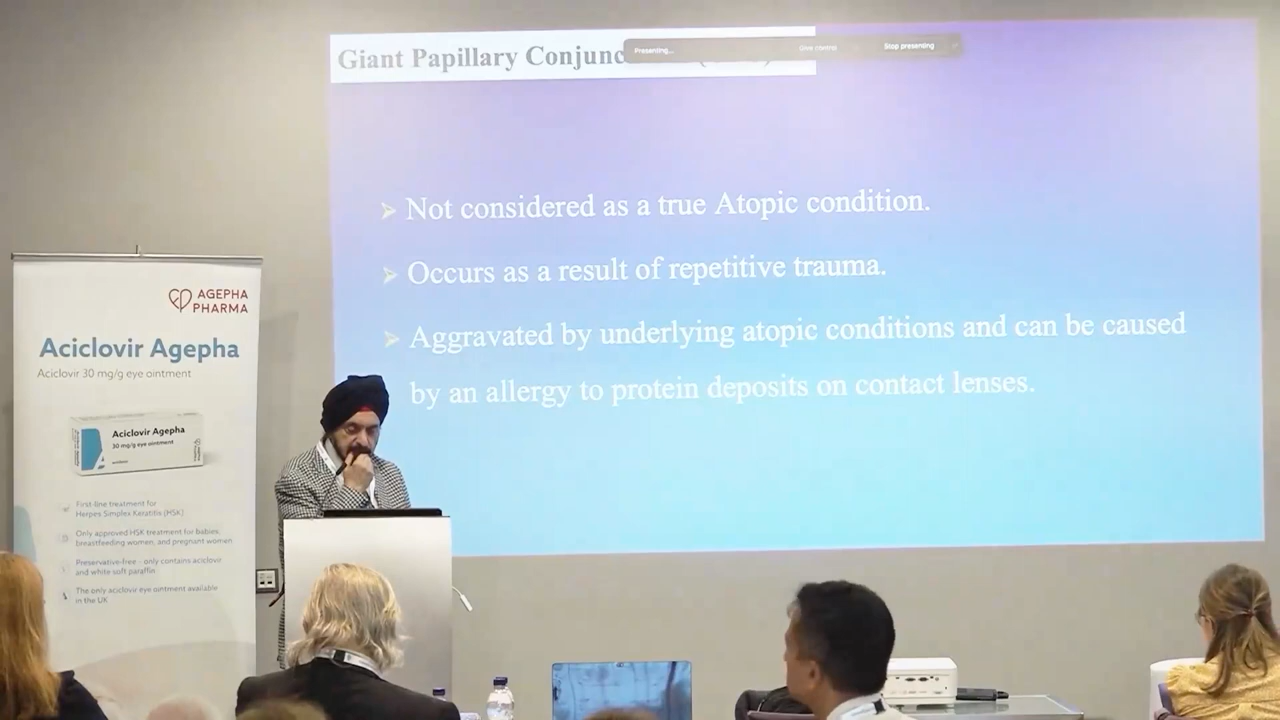 Giant Papillary Conjunc
Presenting...
Give control
Stop presenting
Not considered as a true Atopic condition.
Occurs as a result of repetitive trauma.
Aggravated by underlying atopic conditions and can be caused
by an allergy to protein deposits on contact lenses.
AGEPHA
PHARMA
Aciclovir Agepha
Aciclovir 30 mg/g eye ointment
Aciclovir Agepha
30 mg/g eye ointment
First-line treatment for
Herpes Simplex Keratitis (HSK)
Only approved HSK treatment for babies,
breastfeeding women, and pregnant women
Preservative-free - only contains aciclovir
and white soft paraffin
The only aciclovir eye ointment available
in the UK